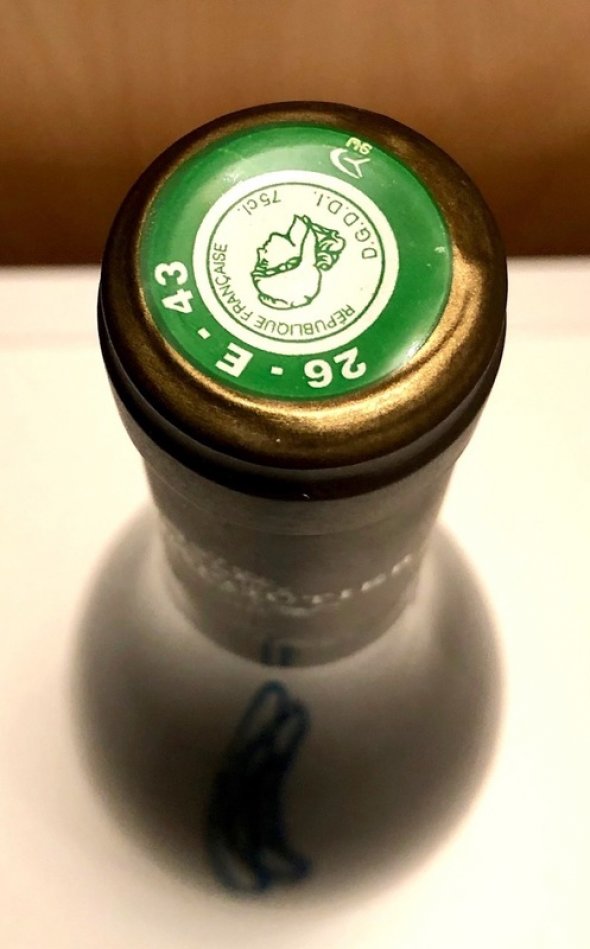 26 - E - 43
RÉPUBLIQUE FRANÇAISE
75cl.
D.G.D.D.I.